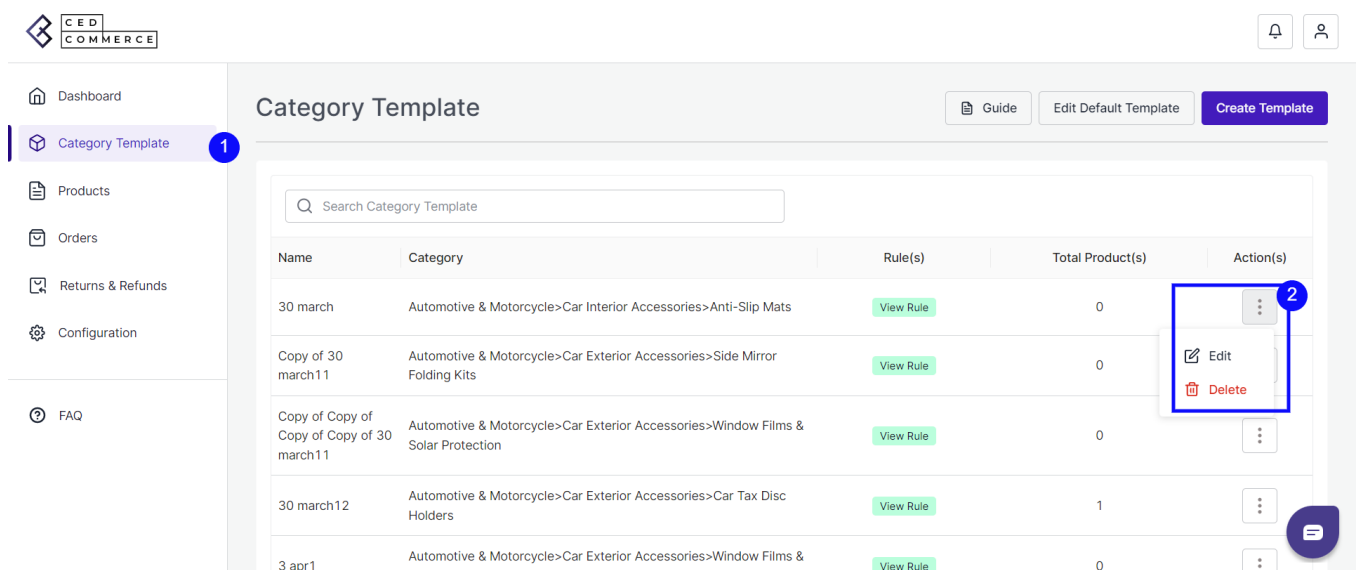 CED
COMMERCE
Dashboard
Category Template
1
Products
Orders
Returns & Refunds
Configuration
FAQ
Category Template
Guide
Edit Default Template
Create Template
Search Category Template
Name
Category
Rule(s)
Total Product(s)
Action(s)
30 march
Automotive & Motorcycle>Car Interior Accessories>Anti-Slip Mats
View Rule
0
2
Edit
Delete
Copy of 30
march11
Automotive & Motorcycle>Car Exterior Accessories>Side Mirror
Folding Kits
View Rule
0
Copy of Copy of
Copy of Copy of 30
march11
Automotive & Motorcycle>Car Exterior Accessories>Window Films &
Solar Protection
View Rule
0
30 march12
Automotive & Motorcycle>Car Exterior Accessories>Car Tax Disc
Holders
View Rule
1
3 apr1
Automotive & Motorcycle>Car Exterior Accessories>Window Films &
View Rule
0